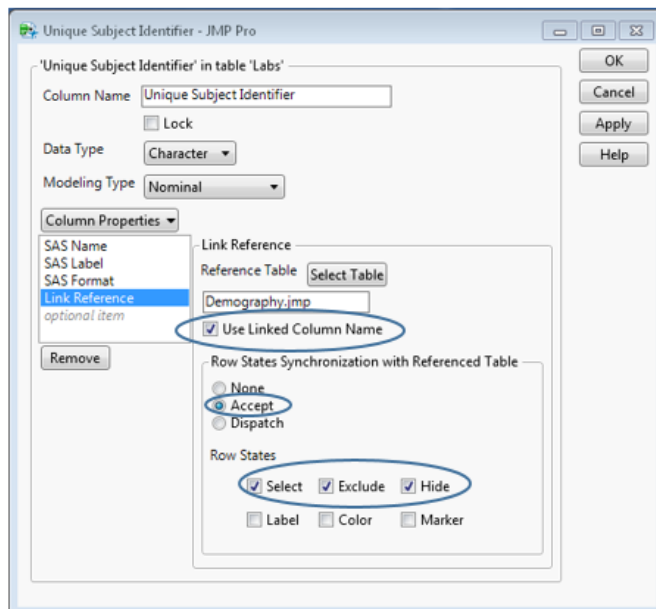 Unique Subject Identifier - JMP Pro
'Unique Subject Identifier' in table 'Labs'
Column Name Unique Subject Identifier
Lock
Data Type Character
Modeling Type Nominal
Column Properties
SAS Name
SAS Label
SAS Format
Link Reference
optional item
Remove
Link Reference
Reference Table Select Table
Demography.jmp
Use Linked Column Name
Row States Synchronization with Referenced Table
None
Accept
Dispatch
Row States
Select Exclude Hide
Label Color Marker
OK
Cancel
Apply
Help